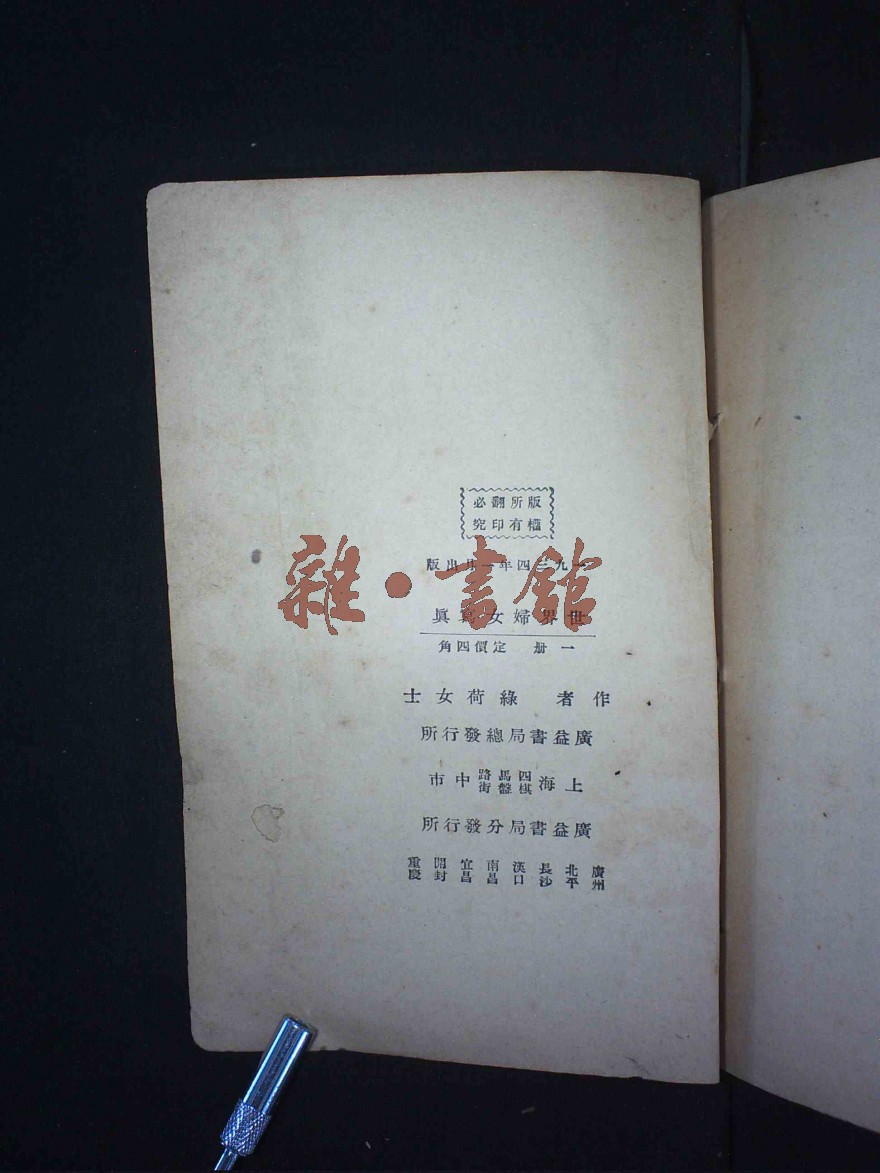 版權所有翻印必究
一九三四年一月出版
世界婦女寫眞
一册 定價四角
作者 綠荷女士
廣益書局總發行所
上海四馬路棋盤街中市
廣益書局分發行所
廣州 北平 長沙 漢口 南昌 宜昌 開封 重慶
雜·書館